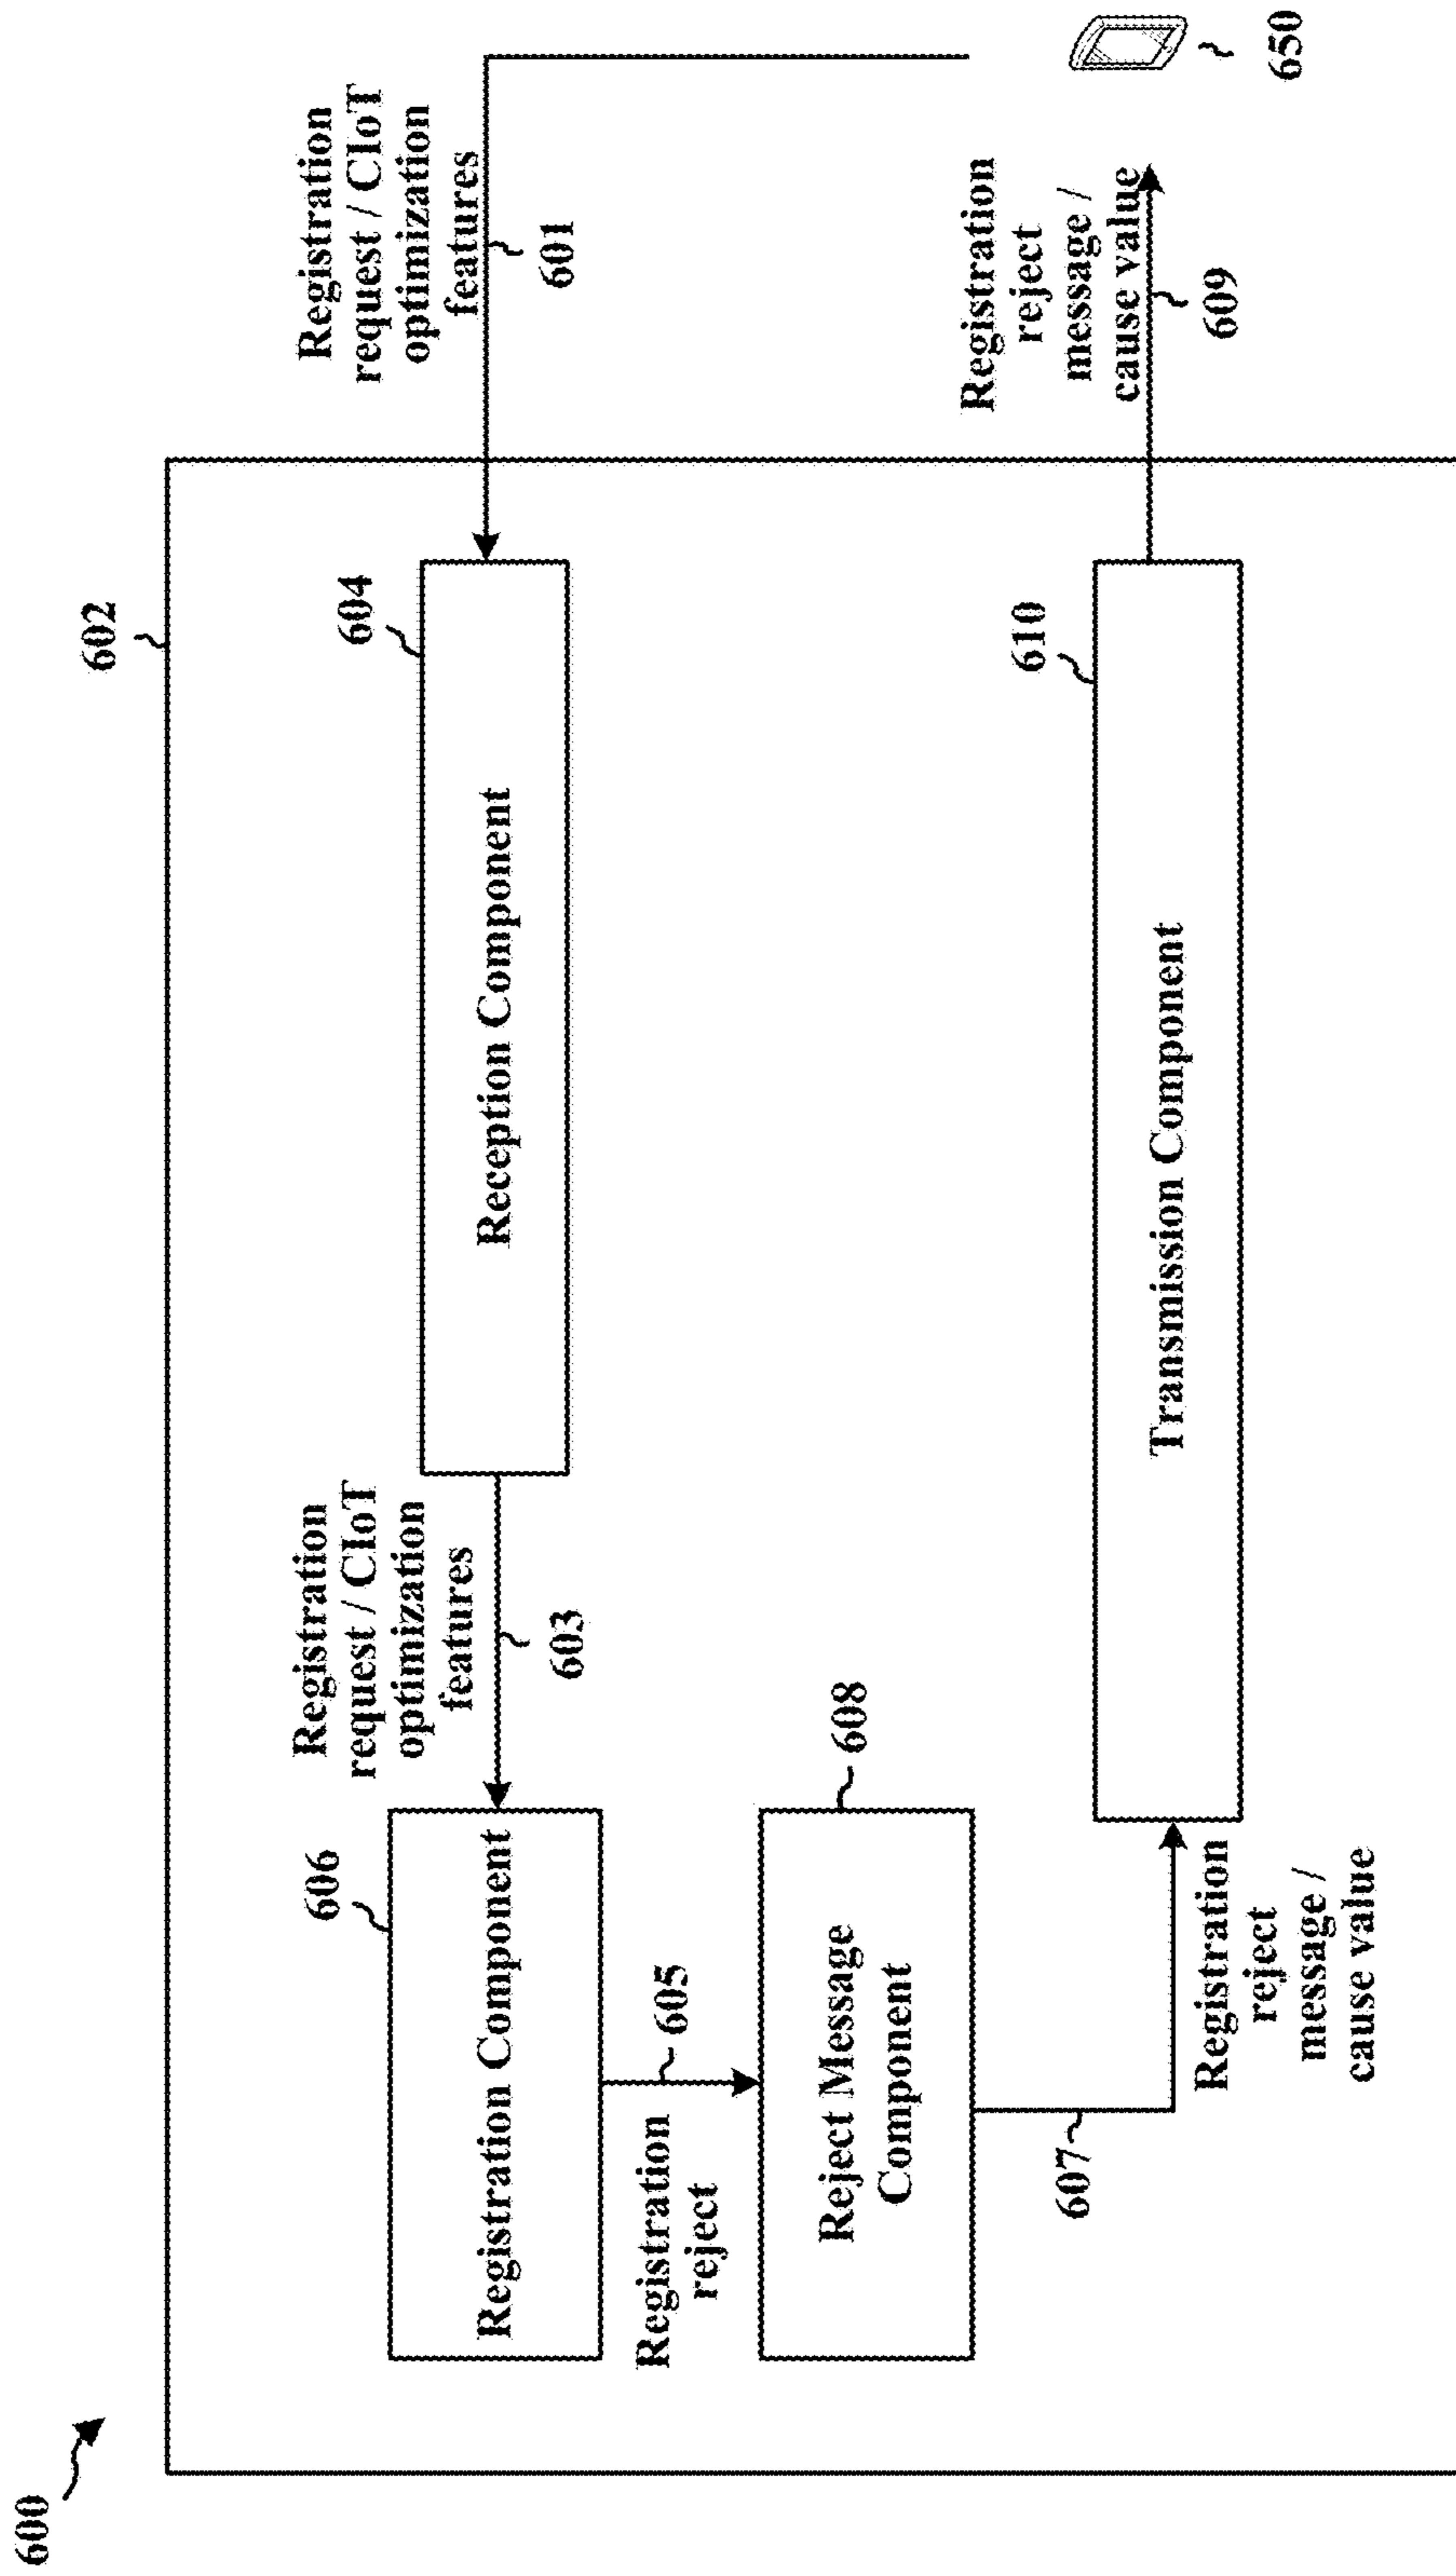 600
602
Registration
request / CIoT
optimization
features
601
604
Reception Component
Registration
request / CIoT
optimization
features
603
606
Registration Component
Registration
reject
605
608
Reject Message
Component
607
Registration
reject
message /
cause value
610
Transmission Component
Registration
reject
message /
cause value
609
650